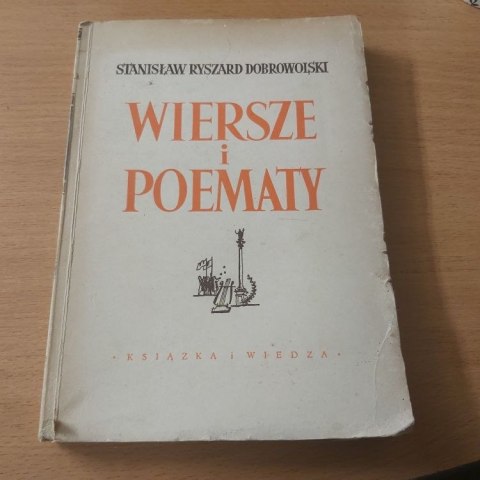 STANISŁAW RYSZARD DOBROWOLSKI
WIERSZE
i
POEMATY
• KSIĄŻKA i WIEDZA •